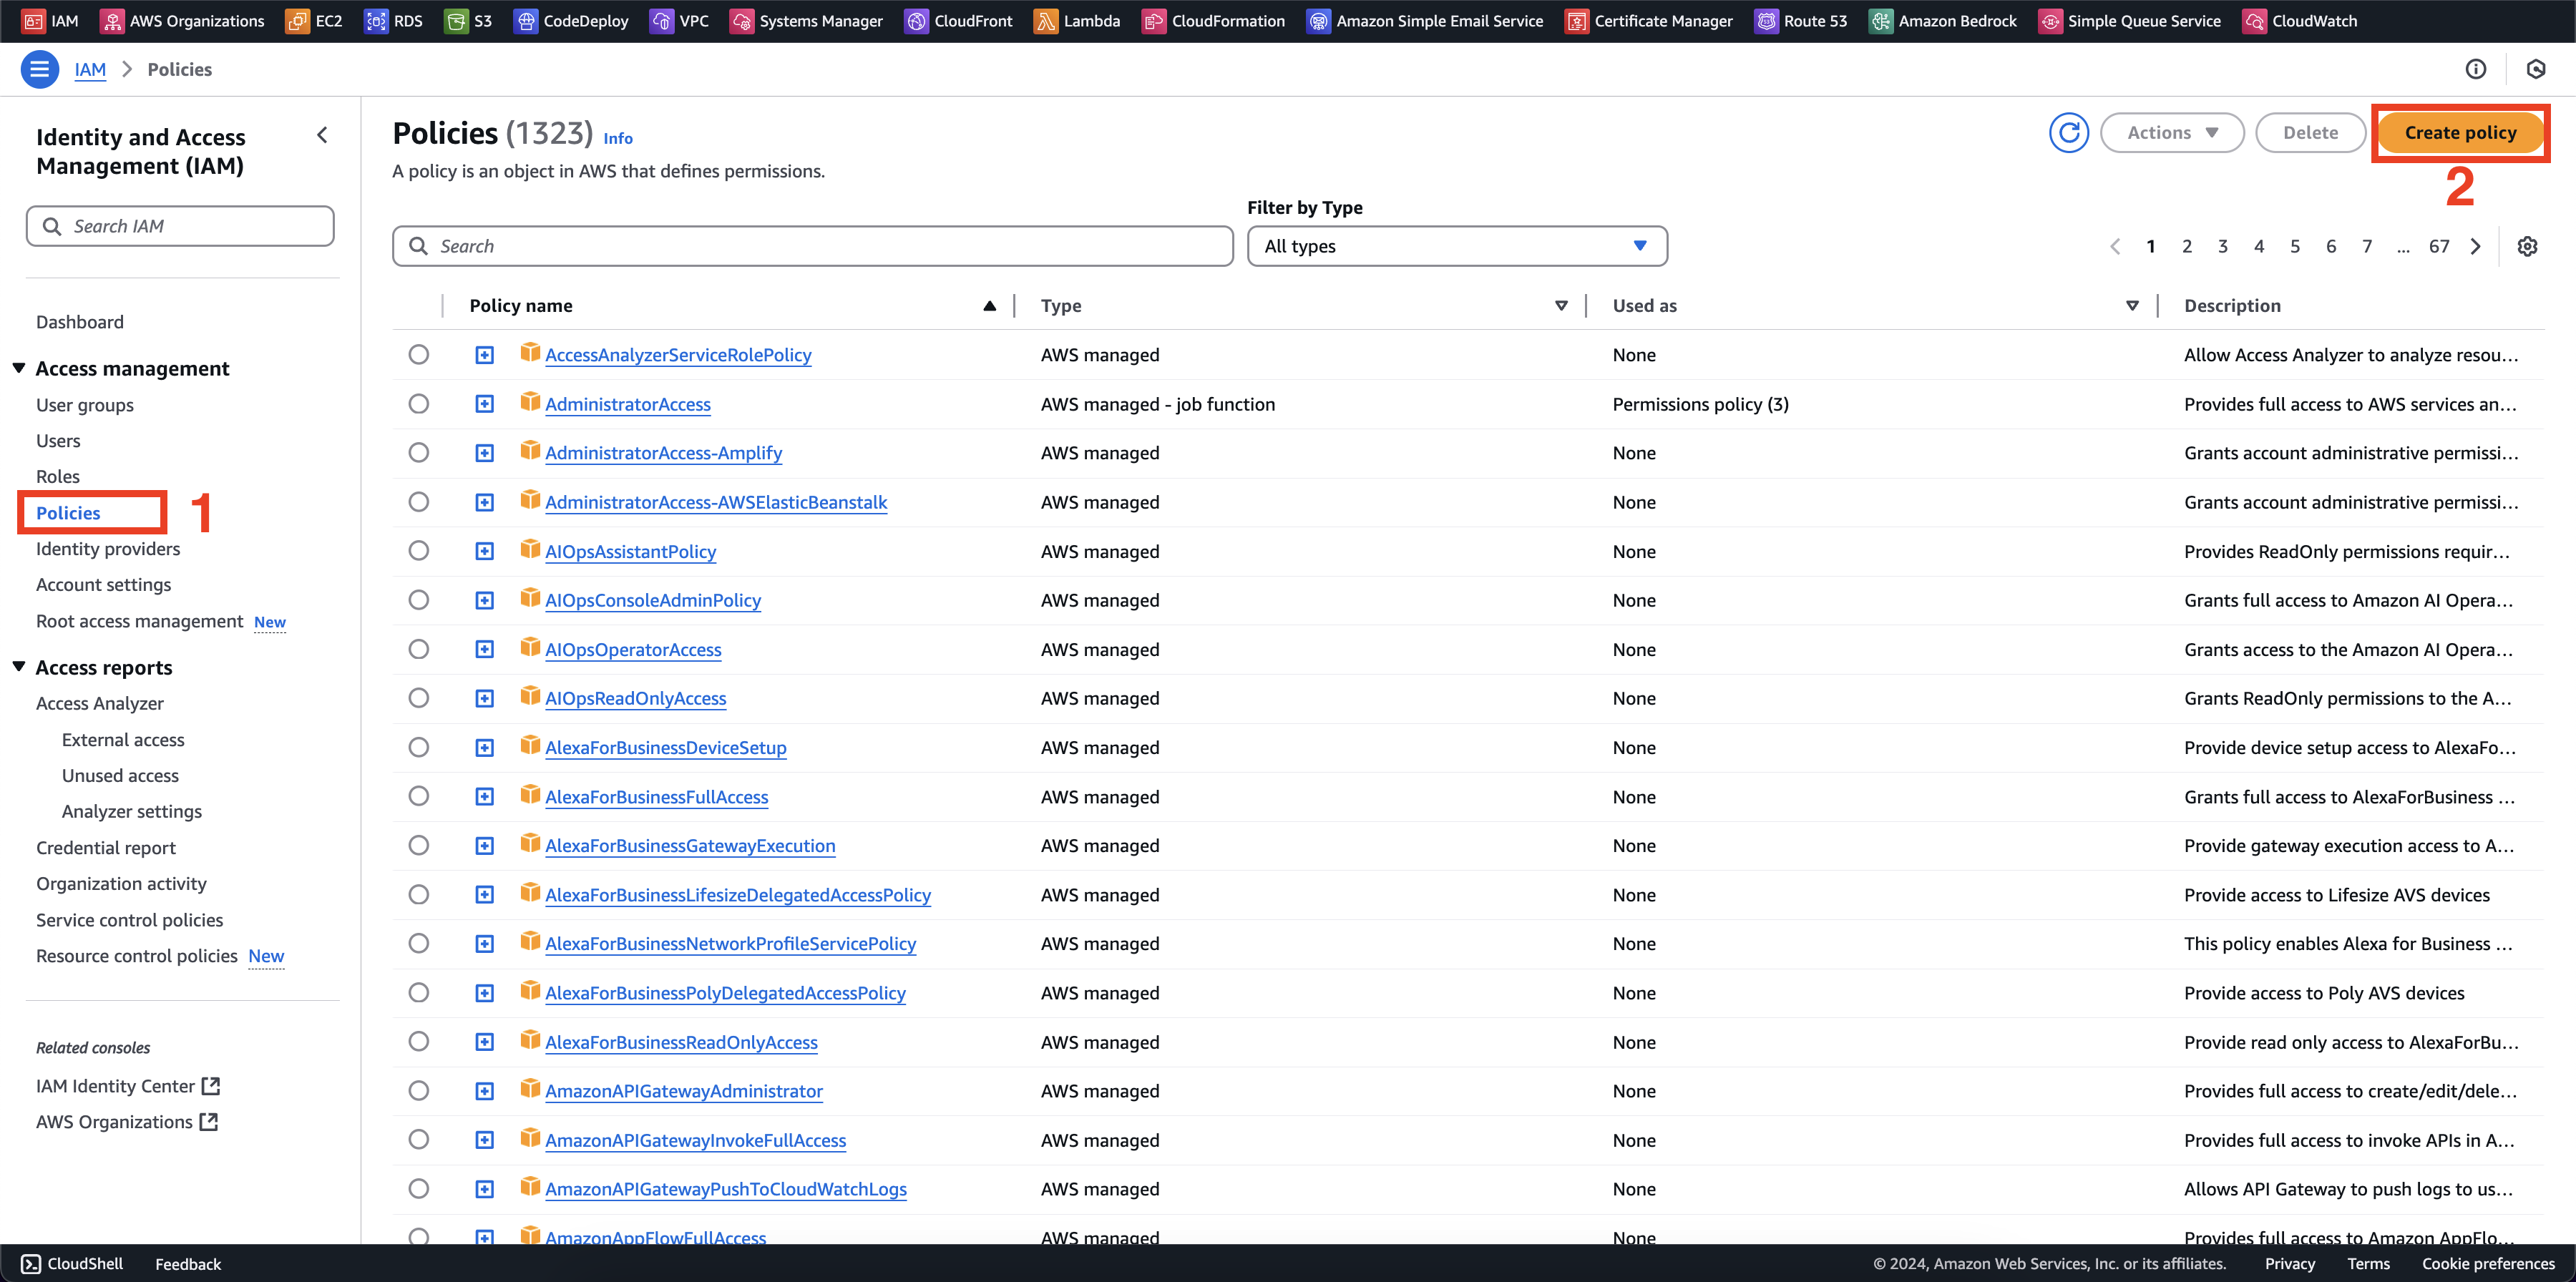 IAM AWS Organizations EC2 RDS S3 CodeDeploy VPC Systems Manager CloudFront Lambda CloudFormation Amazon Simple Email Service Certificate Manager Route 53 Amazon Bedrock Simple Queue Service CloudWatch
IAM > Policies
Identity and Access
Management (IAM)
Search IAM
Dashboard
Access management
User groups
Users
Roles
Policies 1
Identity providers
Account settings
Root access management New
Access reports
Access Analyzer
External access
Unused access
Analyzer settings
Credential report
Organization activity
Service control policies
Resource control policies New
Related consoles
IAM Identity Center
AWS Organizations
Policies (1323) Info
Actions Delete Create policy
2
A policy is an object in AWS that defines permissions.
Filter by Type
Search All types 1 2 3 4 5 6 7 ... 67
Policy name Type Used as Description
AccessAnalyzerServiceRolePolicy AWS managed None Allow Access Analyzer to analyze resou...
AdministratorAccess AWS managed - job function Permissions policy (3) Provides full access to AWS services an...
AdministratorAccess-Amplify AWS managed None Grants account administrative permissi...
AdministratorAccess-AWSElasticBeanstalk AWS managed None Grants account administrative permissi...
AIOpsAssistantPolicy AWS managed None Provides ReadOnly permissions requir...
AIOpsConsoleAdminPolicy AWS managed None Grants full access to Amazon AI Opera...
AIOpsOperatorAccess AWS managed None Grants access to the Amazon AI Opera...
AIOpsReadOnlyAccess AWS managed None Grants ReadOnly permissions to the A...
AlexaForBusinessDeviceSetup AWS managed None Provide device setup access to AlexaFo...
AlexaForBusinessFullAccess AWS managed None Grants full access to AlexaForBusiness ...
AlexaForBusinessGatewayExecution AWS managed None Provide gateway execution access to A...
AlexaForBusinessLifesizeDelegatedAccessPolicy AWS managed None Provide access to Lifesize AVS devices
AlexaForBusinessNetworkProfileServicePolicy AWS managed None This policy enables Alexa for Business ...
AlexaForBusinessPolyDelegatedAccessPolicy AWS managed None Provide access to Poly AVS devices
AlexaForBusinessReadOnlyAccess AWS managed None Provide read only access to AlexaForBu...
AmazonAPIGatewayAdministrator AWS managed None Provides full access to create/edit/dele...
AmazonAPIGatewayInvokeFullAccess AWS managed None Provides full access to invoke APIs in A...
AmazonAPIGatewayPushToCloudWatchLogs AWS managed None Allows API Gateway to push logs to us...
AmazonAppFlowFullAccess AWS managed None Provides full access to Amazon AppFlo...
CloudShell Feedback © 2024, Amazon Web Services, Inc. or its affiliates. Privacy Terms Cookie preferences